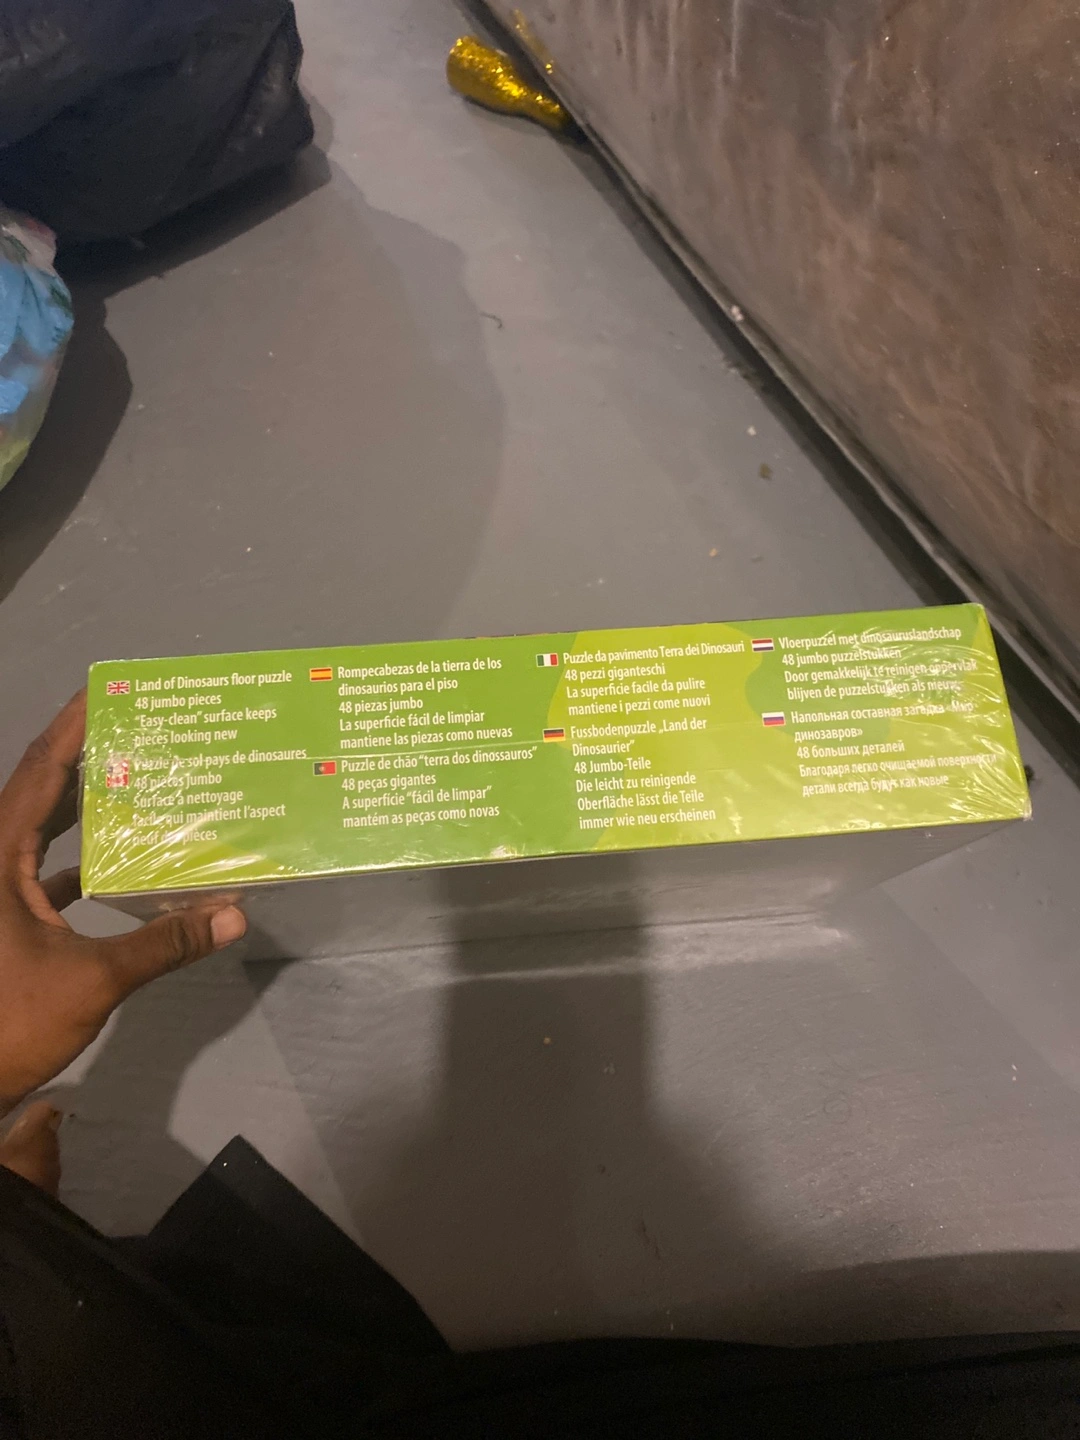 Land of Dinosaurs floor puzzle
48 jumbo pieces
"Easy-clean" surface keeps
pieces looking new
Puzzle de sol pays de dinosaures
48 pièces jumbo
Surface à nettoyage
facile qui maintient l'aspect
neuf des pièces
Rompecabezas de la tierra de los
dinosaurios para el piso
48 piezas jumbo
La superficie fácil de limpiar
mantiene las piezas como nuevas
Puzzle de chão "terra dos dinossauros"
48 peças gigantes
A superficie "fácil de limpar"
mantém as peças como novas
Puzzle da pavimento Terra dei Dinosauri
48 pezzi giganteschi
La superficie facile da pulire
mantiene i pezzi come nuovi
Fussbodenpuzzle „Land der
Dinosaurier"
48 Jumbo-Teile
Die leicht zu reinigende
Oberfläche lässt die Teile
immer wie neu erscheinen
Vloerpuzzel met dinosauruslandschap
48 jumbo puzzelstukken
Door gemakkelijk te reinigen oppervlak
blijven de puzzelstukken als nieuw
Напольная составная загадка «Мир
динозавров»
48 больших деталей
Благодаря легко очищаемой поверхности
детали всегда будут как новые